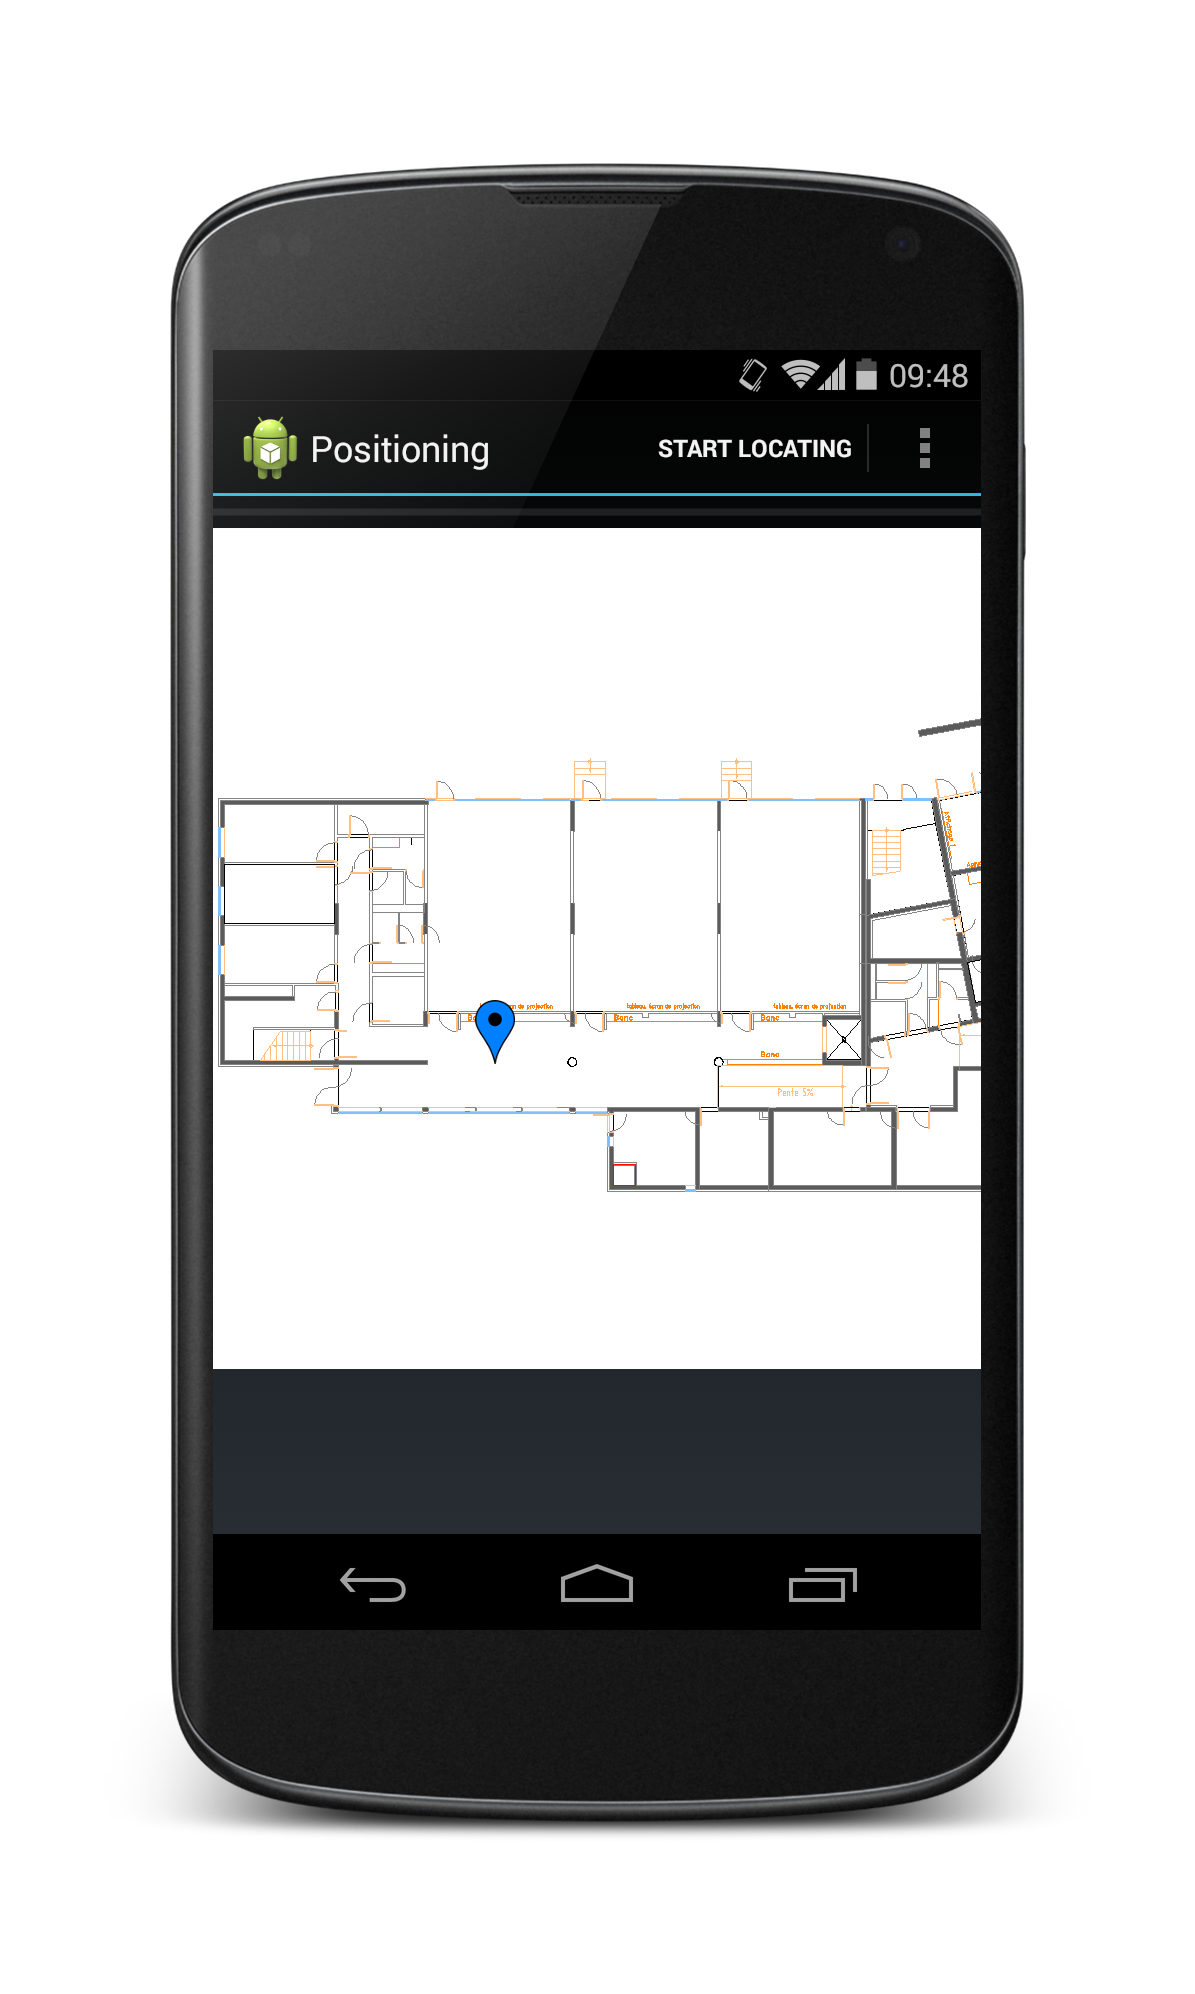 09:48
Positioning START LOCATING
écran de projection tableau, écran de projection tableau, écran de projection
Banc Banc
Banc
Pente 5%